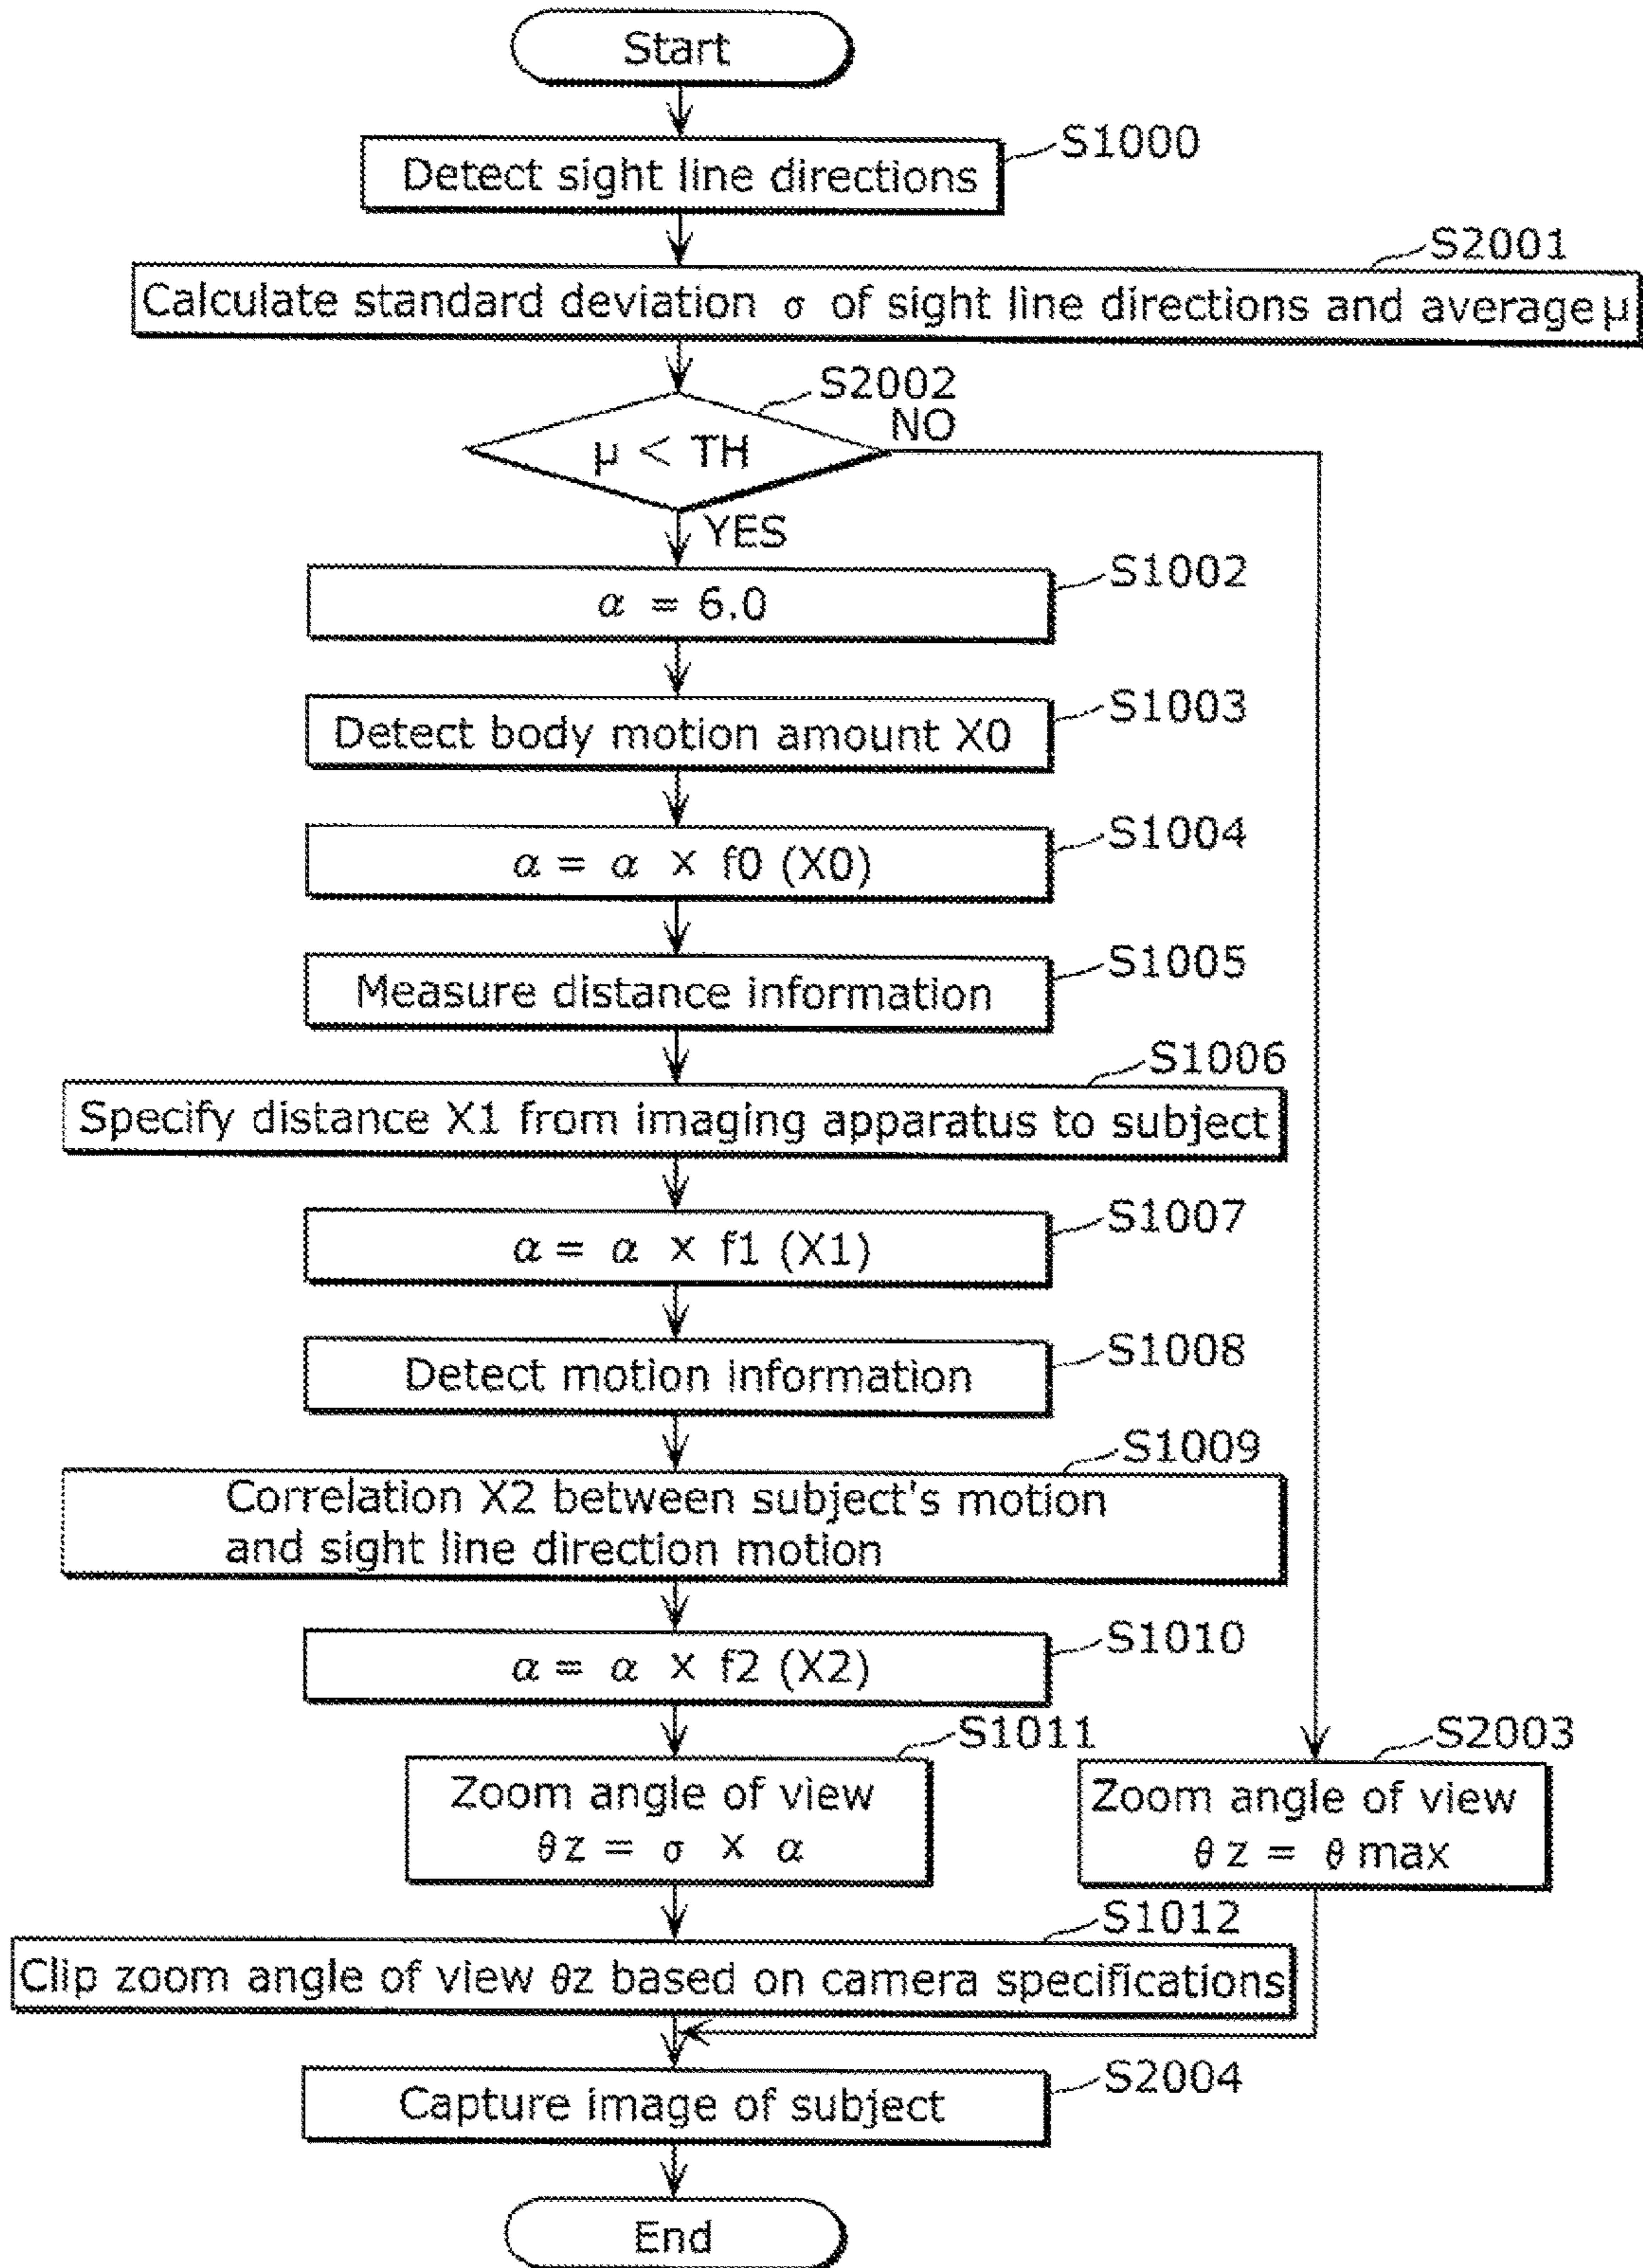 Start
S1000
Detect sight line directions
S2001
Calculate standard deviation σ of sight line directions and average μ
S2002
NO
μ < TH
YES
S1002
α = 6.0
S1003
Detect body motion amount X0
S1004
α = α × f0 (X0)
S1005
Measure distance information
S1006
Specify distance X1 from imaging apparatus to subject
S1007
α = α × f1 (X1)
S1008
Detect motion information
S1009
Correlation X2 between subject's motion
and sight line direction motion
S1010
α = α × f2 (X2)
S1011
Zoom angle of view
θz = σ × α
S2003
Zoom angle of view
θz = θmax
S1012
Clip zoom angle of view θz based on camera specifications
S2004
Capture image of subject
End